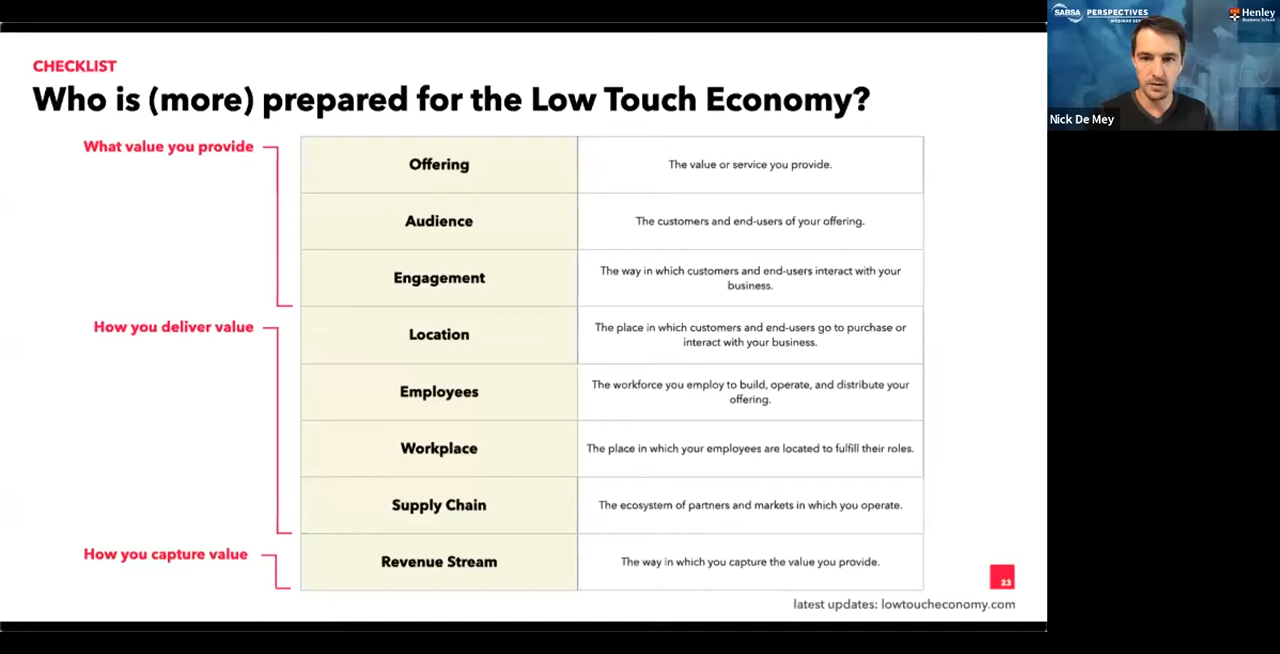 CHECKLIST
Who is (more) prepared for the Low Touch Economy?
What value you provide
Offering
The value or service you provide.
Audience
The customers and end-users of your offering.
Engagement
The way in which customers and end-users interact with your
business.
How you deliver value
Location
The place in which customers and end-users go to purchase or
interact with your business.
Employees
The workforce you employ to build, operate, and distribute your
offering.
Workplace
The place in which your employees are located to fulfill their roles.
Supply Chain
The ecosystem of partners and markets in which you operate.
How you capture value
Revenue Stream
The way in which you capture the value you provide.
23
latest updates: lowtoucheconomy.com
SABSA PERSPECTIVES
WEBINAR SE
Henley
Business School
Nick De Mey